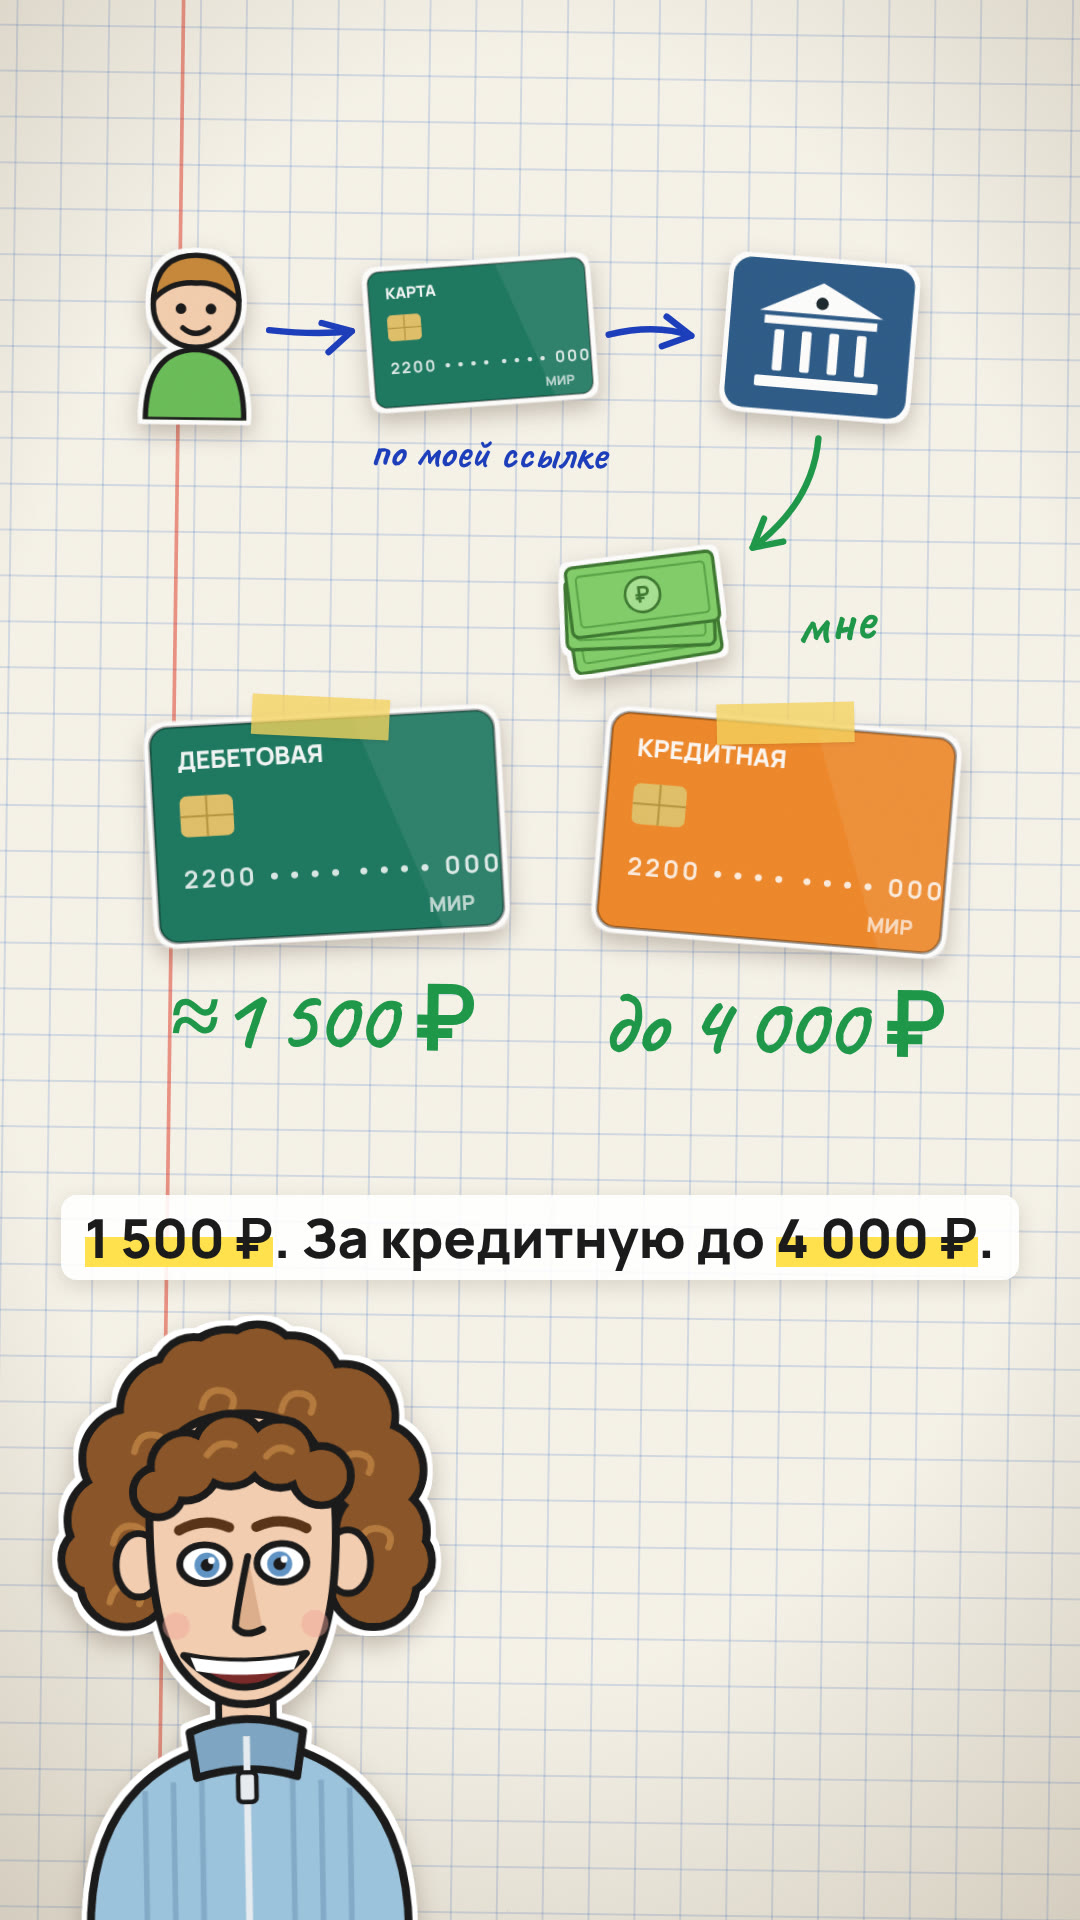 КАРТА
2200 •••• •••• 000
МИР
по моей ссылке
₽
мне
ДЕБЕТОВАЯ
2200 •••• •••• 000
МИР
КРЕДИТНАЯ
2200 •••• •••• 000
МИР
≈1 500 ₽
до 4 000 ₽
1 500 ₽. За кредитную до 4 000 ₽.